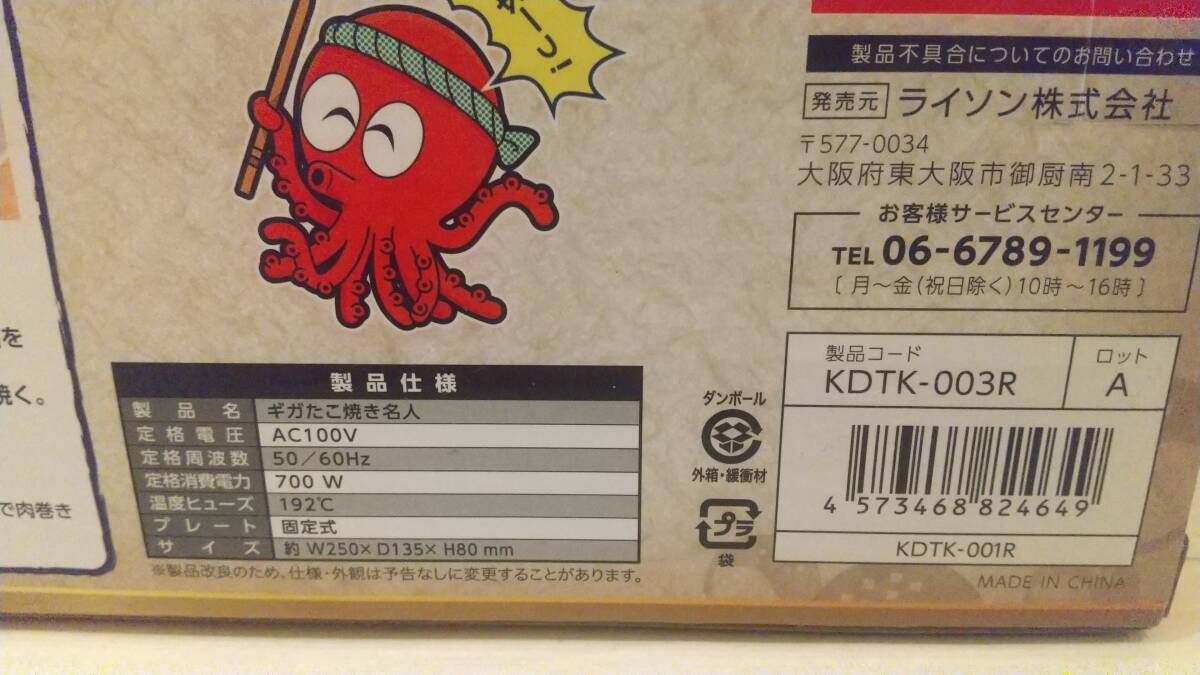 がーっ!
を
焼く。
で肉巻き
製品仕様
製品名 ギガたこ焼き名人
定格電圧 AC100V
定格周波数 50/60Hz
定格消費電力 700 W
温度ヒューズ 192℃
プレート 固定式
サイズ 約 W250×D135×H80 mm
※製品改良のため、仕様・外観は予告なしに変更することがあります。
製品不具合についてのお問い合わせ
発売元 ライソン株式会社
〒577-0034
大阪府東大阪市御厨南2-1-33
お客様サービスセンター
TEL 06-6789-1199
〔月〜金(祝日除く)10時〜16時〕
ダンボール
外箱・緩衝材
プラ
袋
製品コード
KDTK-003R
ロット
A
4 573468 824649
KDTK-001R
MADE IN CHINA